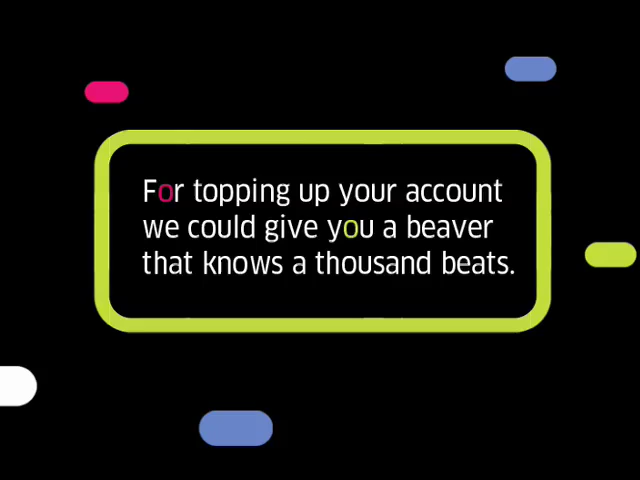 For topping up your account
we could give you a beaver
that knows a thousand beats.